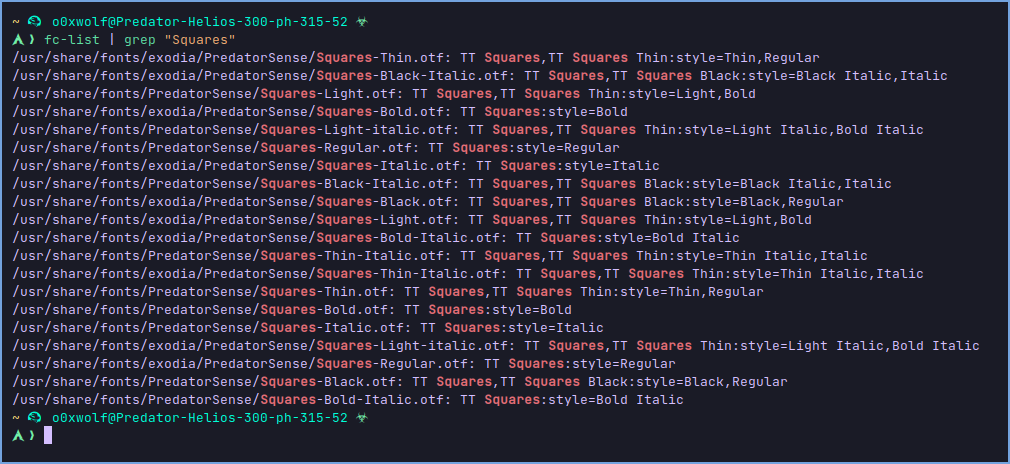 ~ o0xwolf@Predator-Helios-300-ph-315-52 ☣
❯ fc-list | grep "Squares"
/usr/share/fonts/exodia/PredatorSense/Squares-Thin.otf: TT Squares,TT Squares Thin:style=Thin,Regular
/usr/share/fonts/exodia/PredatorSense/Squares-Black-Italic.otf: TT Squares,TT Squares Black:style=Black Italic,Italic
/usr/share/fonts/PredatorSense/Squares-Light.otf: TT Squares,TT Squares Thin:style=Light,Bold
/usr/share/fonts/exodia/PredatorSense/Squares-Bold.otf: TT Squares:style=Bold
/usr/share/fonts/PredatorSense/Squares-Light-italic.otf: TT Squares,TT Squares Thin:style=Light Italic,Bold Italic
/usr/share/fonts/PredatorSense/Squares-Regular.otf: TT Squares:style=Regular
/usr/share/fonts/exodia/PredatorSense/Squares-Italic.otf: TT Squares:style=Italic
/usr/share/fonts/PredatorSense/Squares-Black-Italic.otf: TT Squares,TT Squares Black:style=Black Italic,Italic
/usr/share/fonts/exodia/PredatorSense/Squares-Black.otf: TT Squares,TT Squares Black:style=Black,Regular
/usr/share/fonts/exodia/PredatorSense/Squares-Light.otf: TT Squares,TT Squares Thin:style=Light,Bold
/usr/share/fonts/exodia/PredatorSense/Squares-Bold-Italic.otf: TT Squares:style=Bold Italic
/usr/share/fonts/PredatorSense/Squares-Thin-Italic.otf: TT Squares,TT Squares Thin:style=Thin Italic,Italic
/usr/share/fonts/exodia/PredatorSense/Squares-Thin-Italic.otf: TT Squares,TT Squares Thin:style=Thin Italic,Italic
/usr/share/fonts/PredatorSense/Squares-Thin.otf: TT Squares,TT Squares Thin:style=Thin,Regular
/usr/share/fonts/PredatorSense/Squares-Bold.otf: TT Squares:style=Bold
/usr/share/fonts/PredatorSense/Squares-Italic.otf: TT Squares:style=Italic
/usr/share/fonts/exodia/PredatorSense/Squares-Light-italic.otf: TT Squares,TT Squares Thin:style=Light Italic,Bold Italic
/usr/share/fonts/exodia/PredatorSense/Squares-Regular.otf: TT Squares:style=Regular
/usr/share/fonts/PredatorSense/Squares-Black.otf: TT Squares,TT Squares Black:style=Black,Regular
/usr/share/fonts/PredatorSense/Squares-Bold-Italic.otf: TT Squares:style=Bold Italic
~ o0xwolf@Predator-Helios-300-ph-315-52 ☣
❯